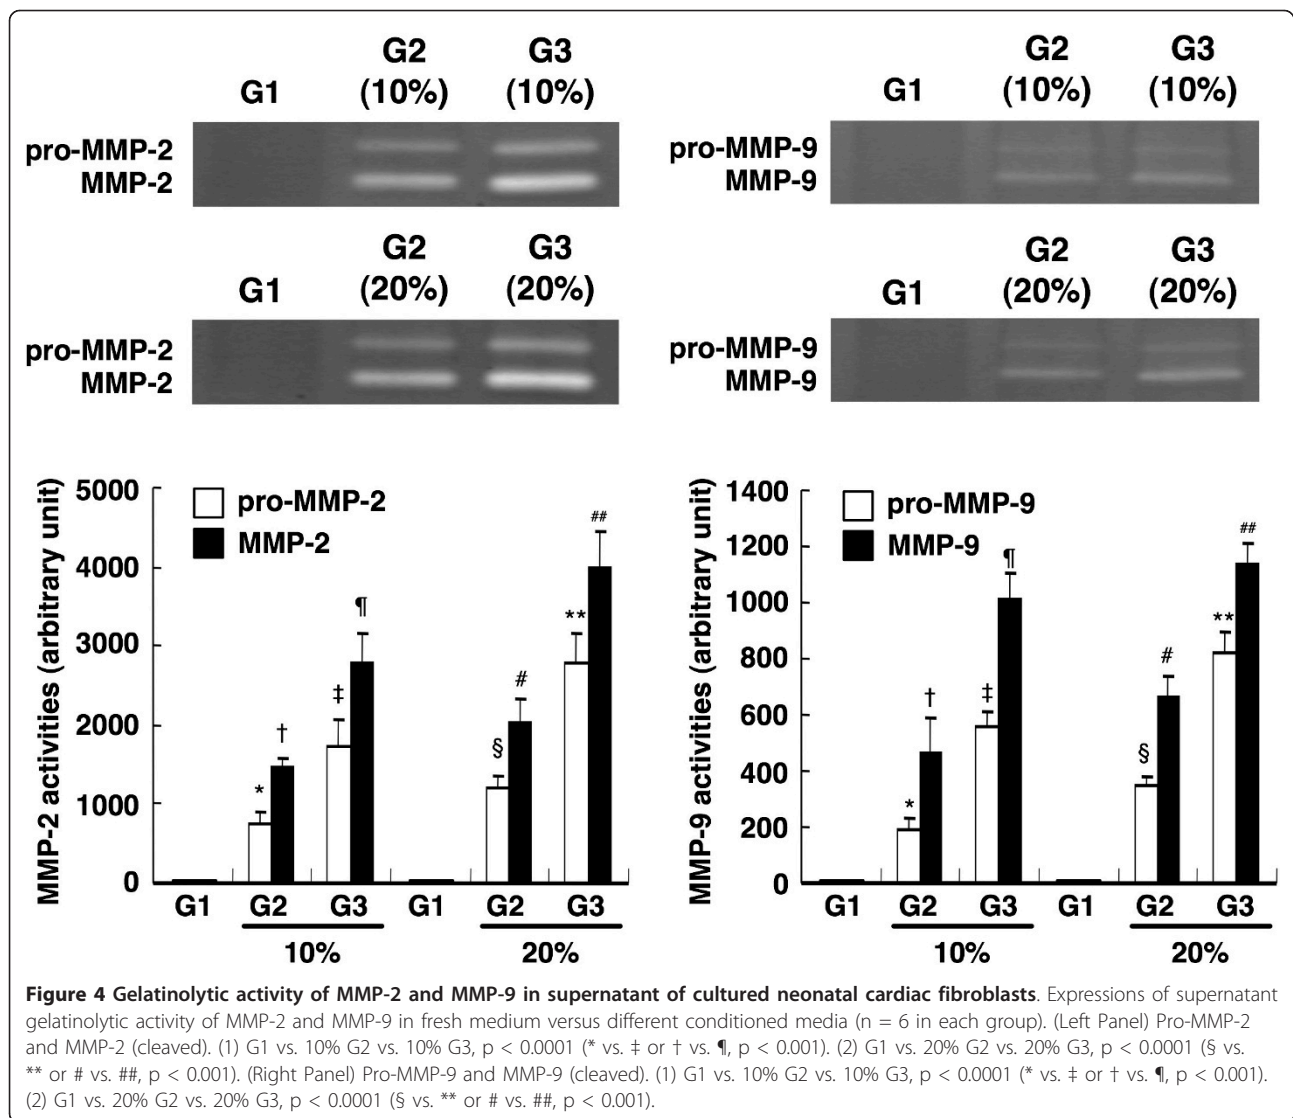 G2 G3
G1 (10%) (10%)
pro-MMP-2
MMP-2
G2 G3
G1 (20%) (20%)
pro-MMP-2
MMP-2
G2 G3
G1 (10%) (10%)
pro-MMP-9
MMP-9
G2 G3
G1 (20%) (20%)
pro-MMP-9
MMP-9
MMP-2 activities (arbitrary unit)
5000
4000
3000
2000
1000
0
pro-MMP-2
MMP-2
* † ‡ ¶ § # ** ##
G1 G2 G3 G1 G2 G3
10% 20%
MMP-9 activities (arbitrary unit)
1400
1200
1000
800
600
400
200
0
pro-MMP-9
MMP-9
* † ‡ ¶ § # ** ##
G1 G2 G3 G1 G2 G3
10% 20%
Figure 4 Gelatinolytic activity of MMP-2 and MMP-9 in supernatant of cultured neonatal cardiac fibroblasts. Expressions of supernatant
gelatinolytic activity of MMP-2 and MMP-9 in fresh medium versus different conditioned media (n = 6 in each group). (Left Panel) Pro-MMP-2
and MMP-2 (cleaved). (1) G1 vs. 10% G2 vs. 10% G3, p < 0.0001 (* vs. ‡ or † vs. ¶, p < 0.001). (2) G1 vs. 20% G2 vs. 20% G3, p < 0.0001 (§ vs.
** or # vs. ##, p < 0.001). (Right Panel) Pro-MMP-9 and MMP-9 (cleaved). (1) G1 vs. 10% G2 vs. 10% G3, p < 0.0001 (* vs. ‡ or † vs. ¶, p < 0.001).
(2) G1 vs. 20% G2 vs. 20% G3, p < 0.0001 (§ vs. ** or # vs. ##, p < 0.001).